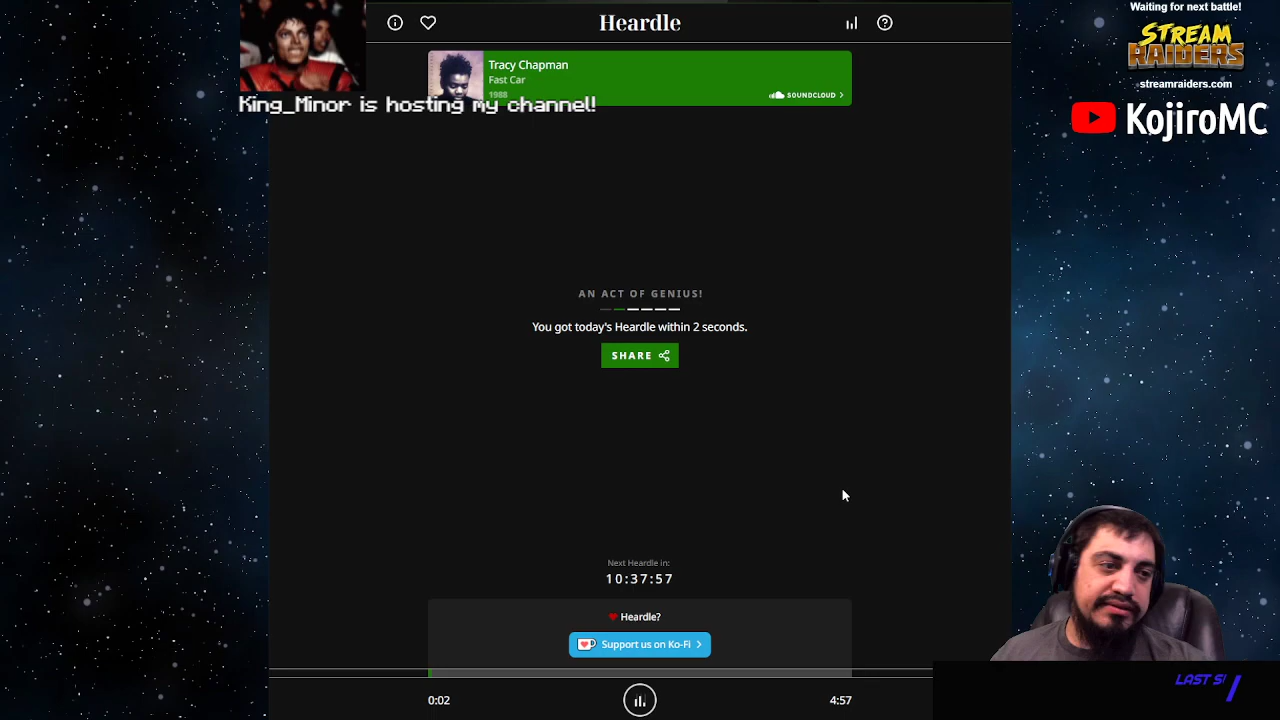 Heardle
Tracy Chapman
Fast Car
1988
SOUNDCLOUD
King_Minor is hosting my channel!
Waiting for next battle!
STREAM
RAIDERS
streamraiders.com
KojiroMC
AN ACT OF GENIUS!
You got today's Heardle within 2 seconds.
SHARE
Next Heardle in:
10:37:57
Heardle?
Support us on Ko-Fi
0:02
4:57